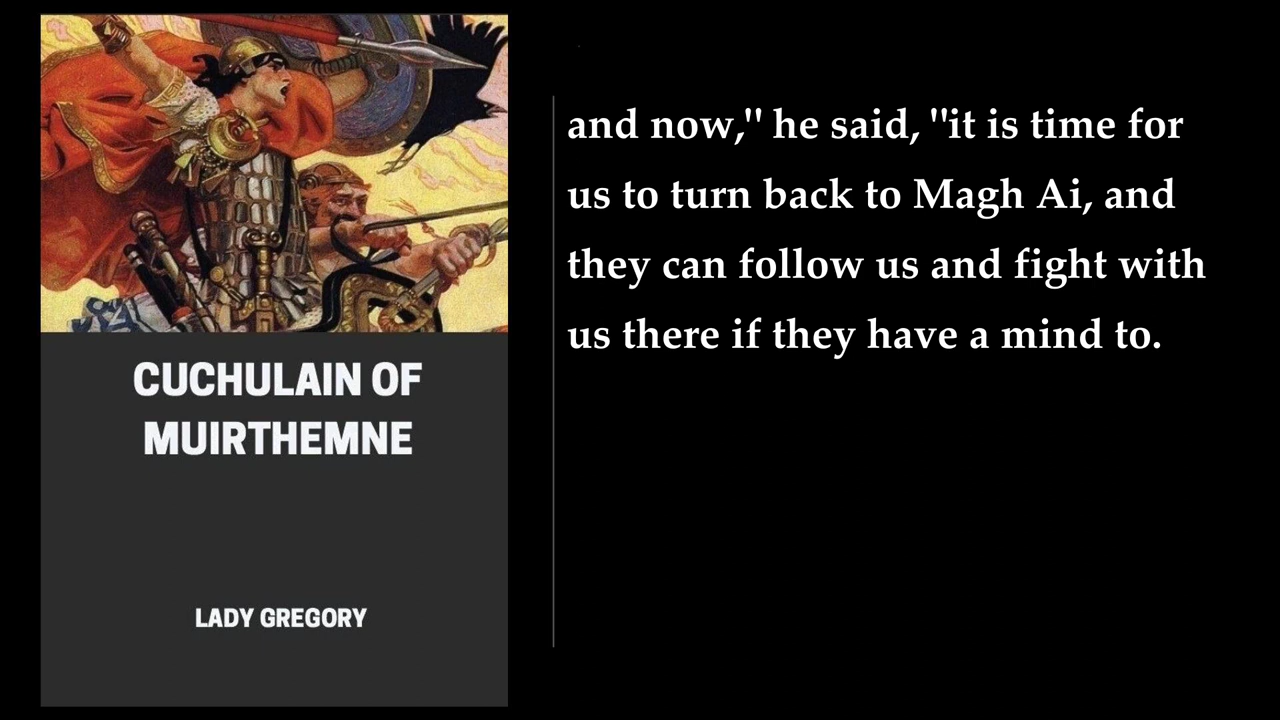 CUCHULAIN OF
MUIRTHEMNE
LADY GREGORY
and now," he said, "it is time for
us to turn back to Magh Ai, and
they can follow us and fight with
us there if they have a mind to.